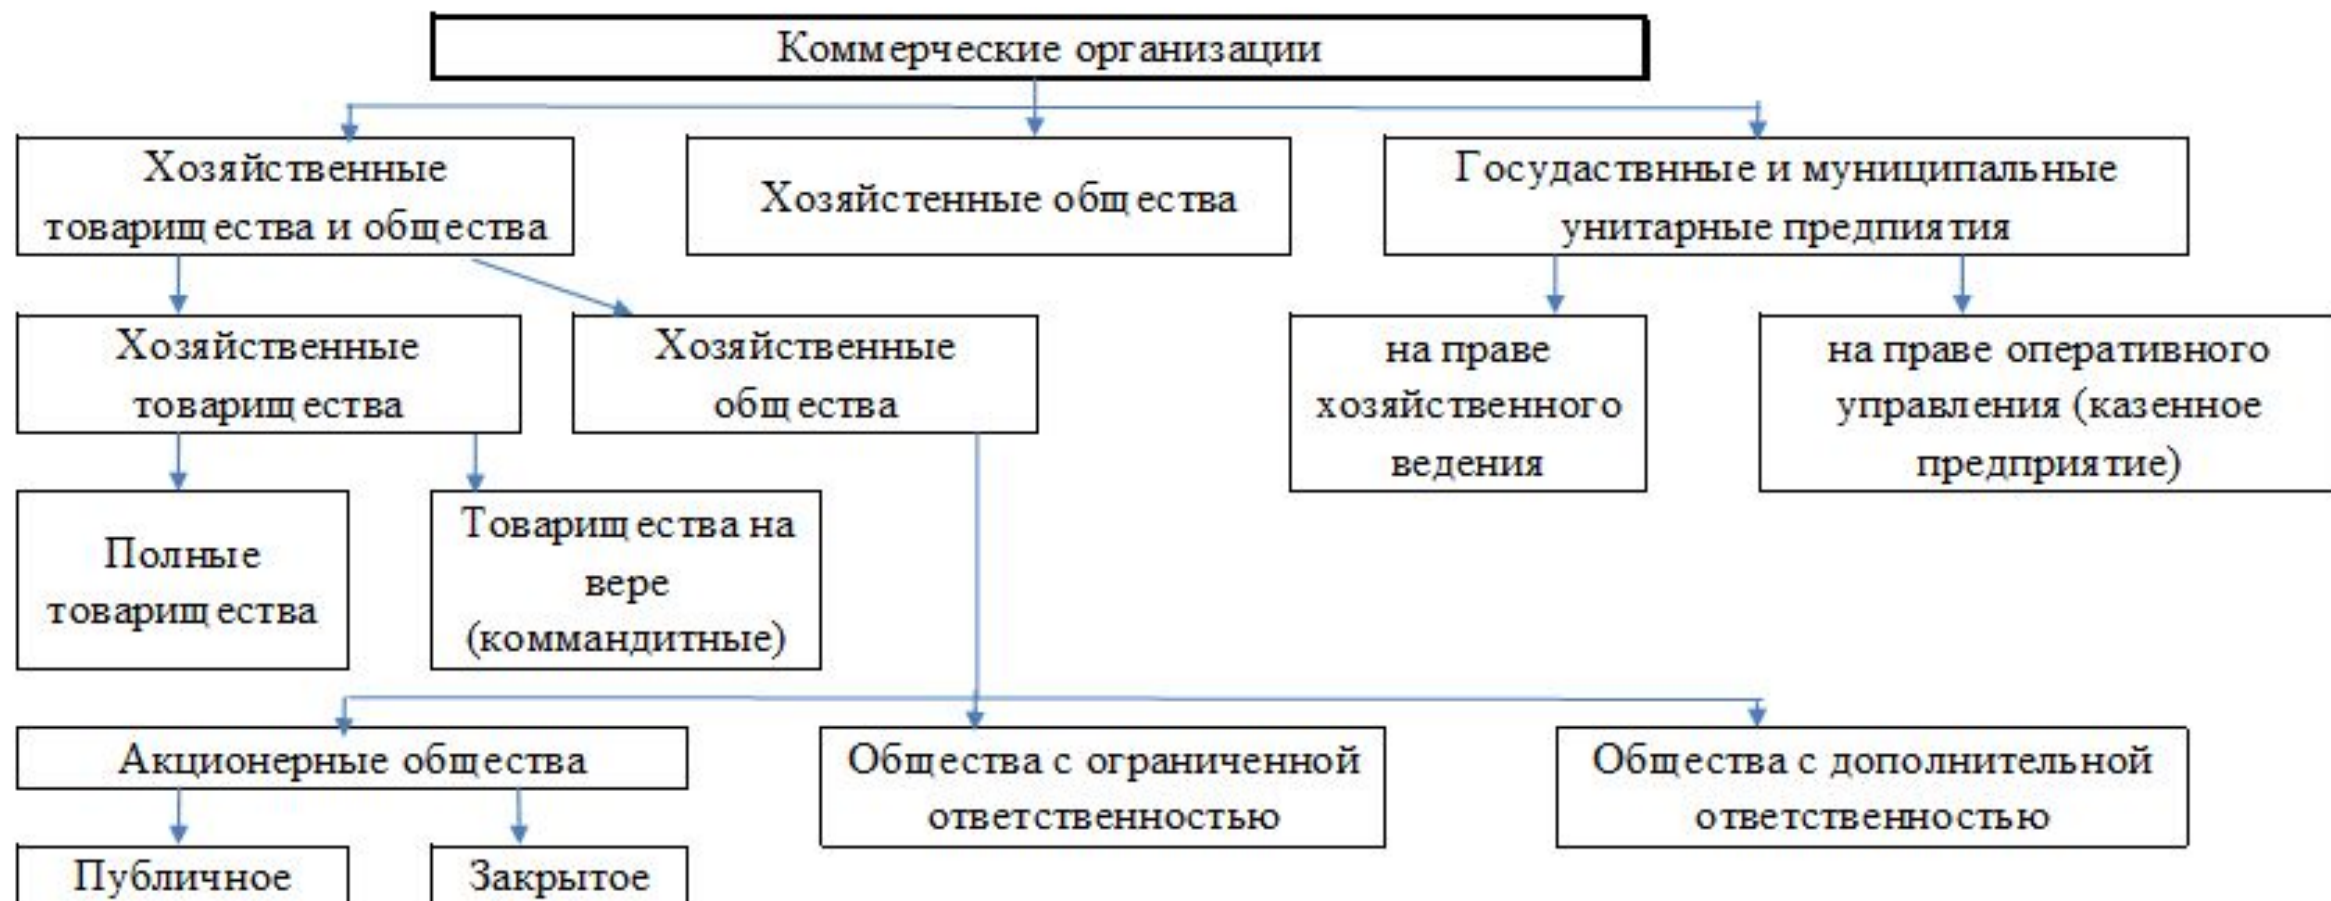 Коммерческие организации
Хозяйственные
товарищества и общества
Хозяйстенные общества
Госудаствнные и муниципальные
унитарные предпиятия
Хозяйственные
товарищества
Хозяйственные
общества
на праве
хозяйственного
ведения
на праве оперативного
управления (казенное
предприятие)
Полные
товарищества
Товарищества на
вере
(коммандитные)
Акционерные общества
Общества с ограниченной
ответственностью
Общества с дополнительной
ответственностью
Публичное
Закрытое